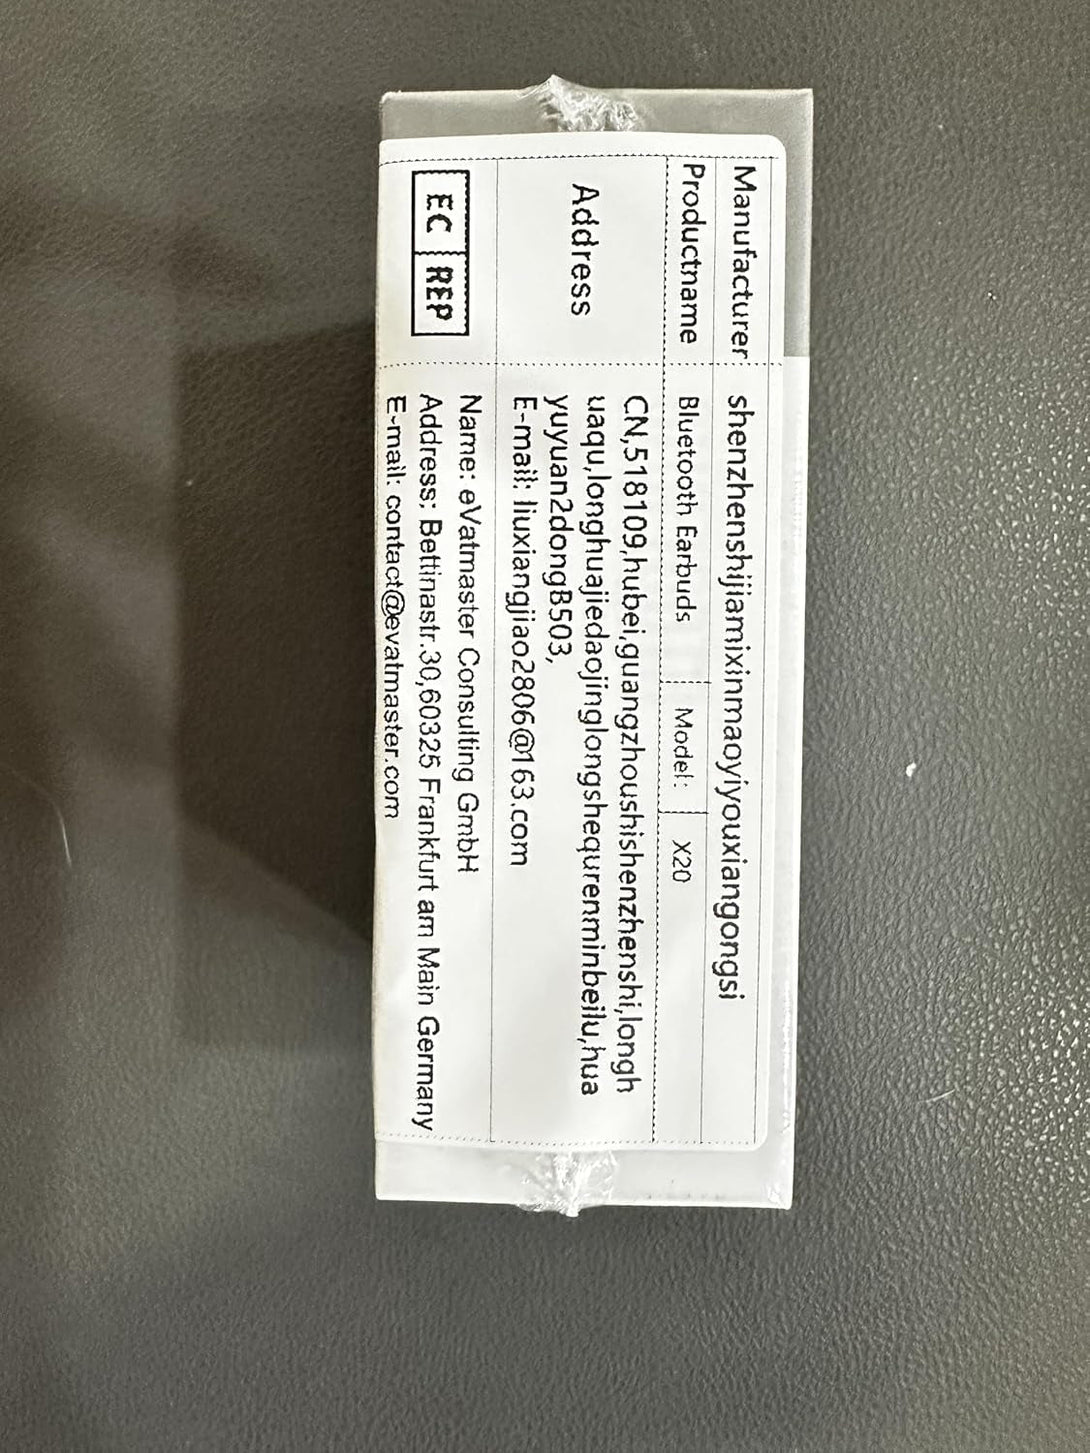 Manufacturer shenzhenshijiamixinmaoyiyouxiangongsi
Productname Bluetooth Earbuds Model: X20
Address
CN,518109,hubei,guangzhoushishenzhenshi,longh
uaqu,longhuajiedaojinglongshequrenminbeilu,hua
yuyuan2dongB503,
E-mail: liuxiangjiao2806@163.com
EC REP
Name: eVatmaster Consulting GmbH
Address: Bettinastr.30,60325 Frankfurt am Main Germany
E-mail: contact@evatmaster.com